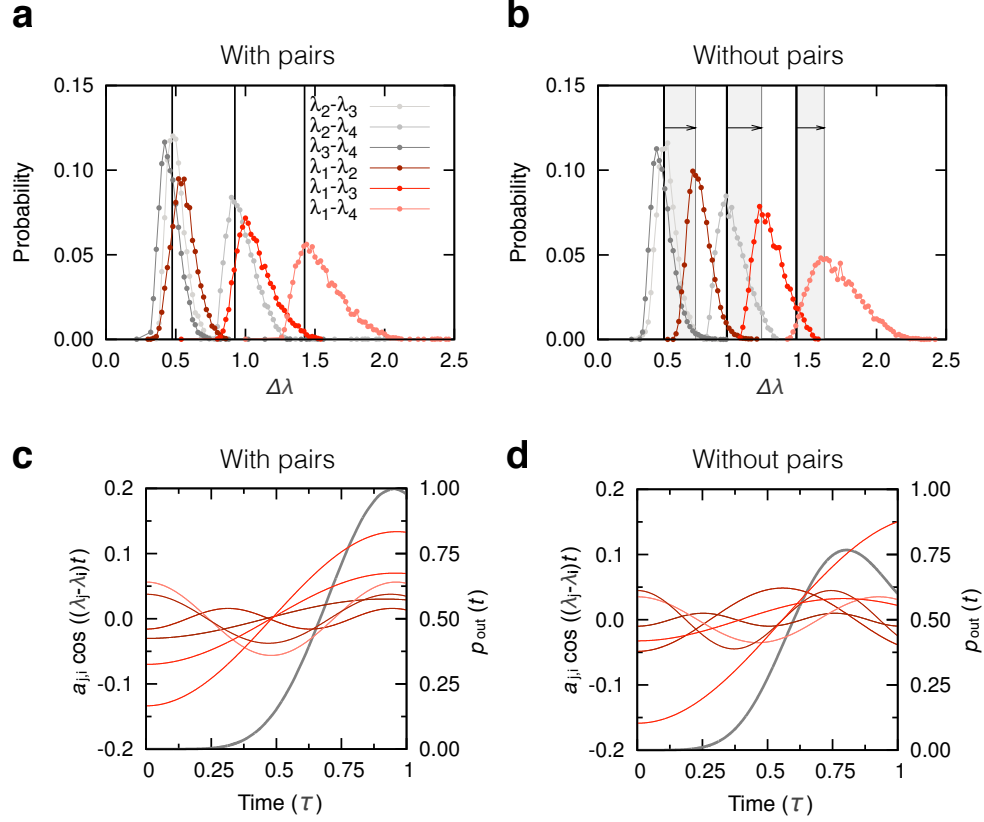 a
With pairs
0.15
0.10
0.05
0.00
Probability
0.0 0.5 1.0 1.5 2.0 2.5
Δλ
λ2-λ3
λ2-λ4
λ3-λ4
λ1-λ2
λ1-λ3
λ1-λ4
b
Without pairs
0.15
0.10
0.05
0.00
Probability
0.0 0.5 1.0 1.5 2.0 2.5
Δλ
c
With pairs
0.2
0.1
0.0
-0.1
-0.2
aj,i cos ((λj-λi)t)
1.00
0.75
0.50
0.25
0.00
pout (t)
0 0.25 0.50 0.75 1
Time (τ)
d
Without pairs
0.2
0.1
0.0
-0.1
-0.2
aj,i cos ((λj-λi)t)
1.00
0.75
0.50
0.25
0.00
pout (t)
0 0.25 0.50 0.75 1
Time (τ)